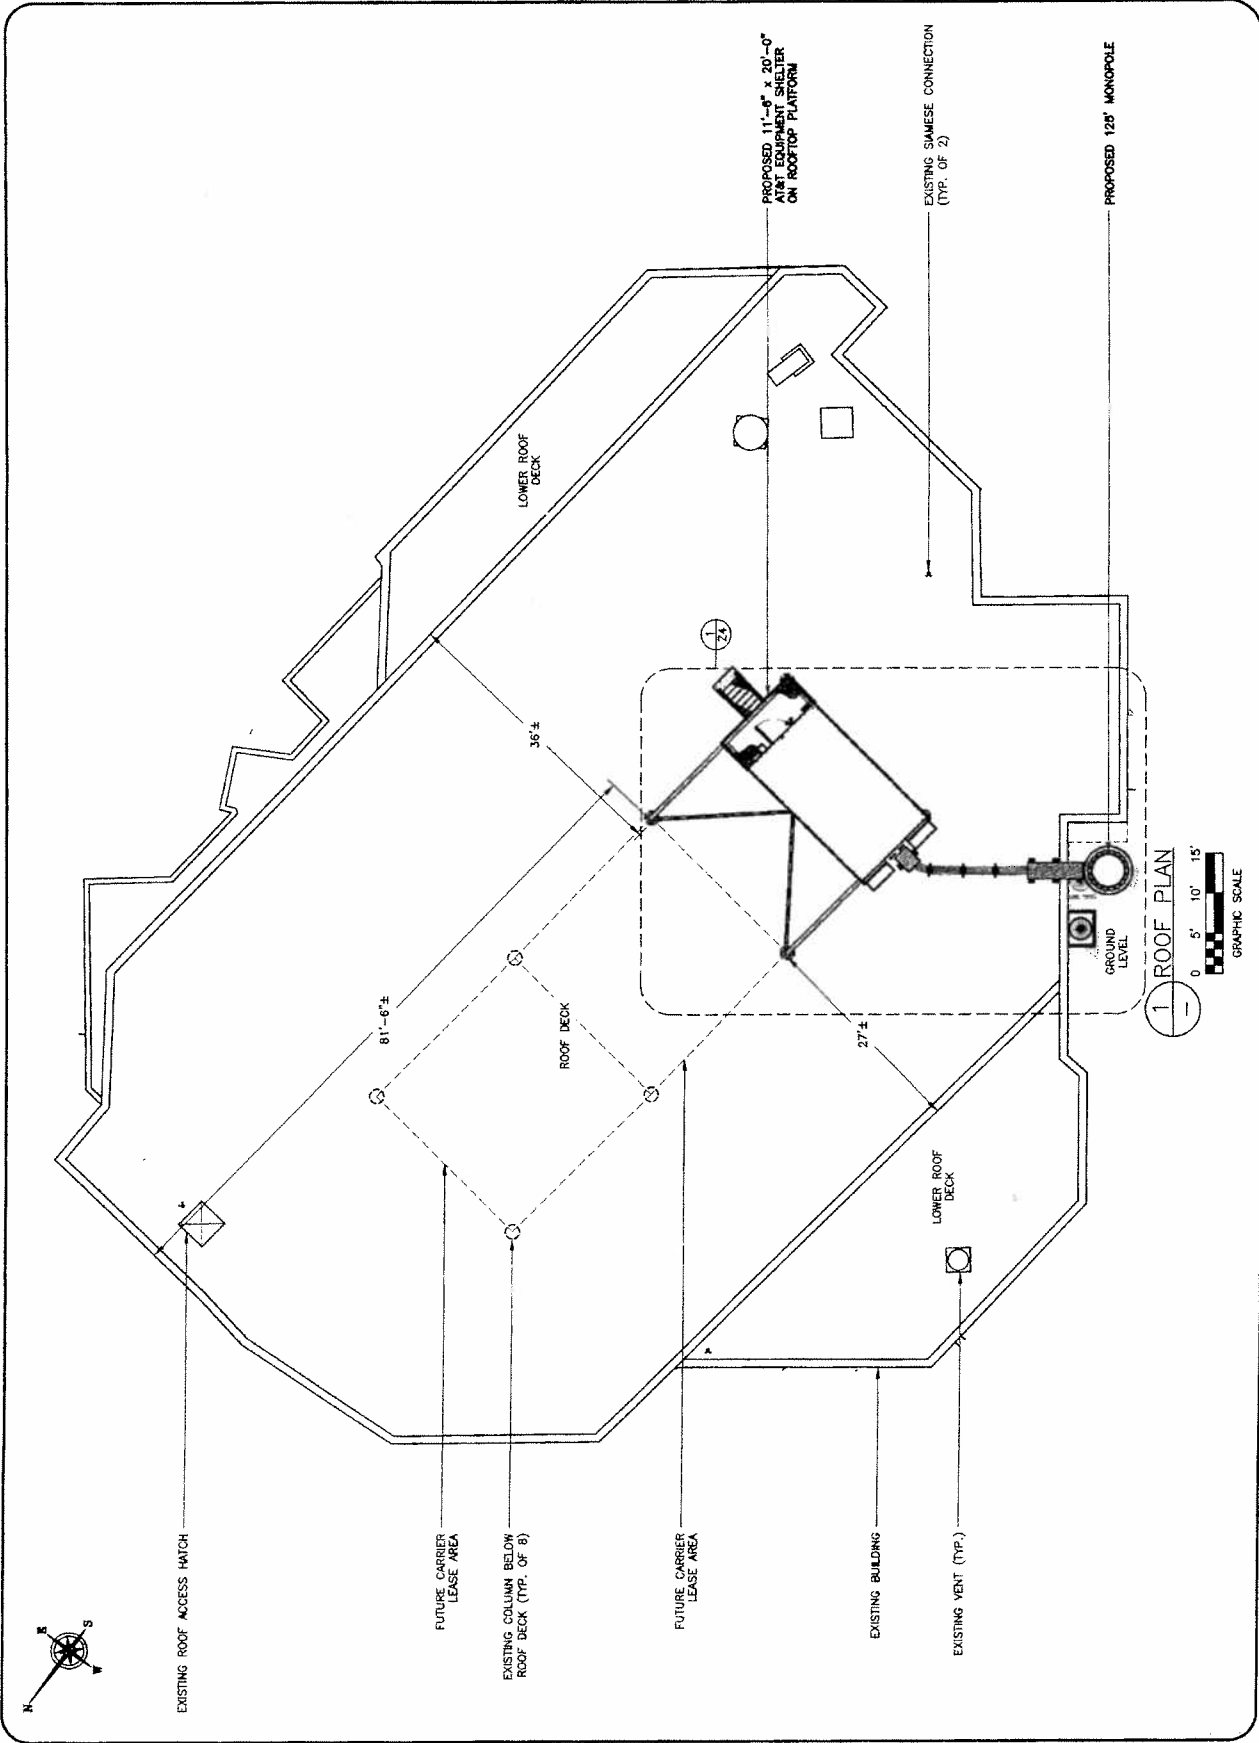 N
E
S
W
EXISTING ROOF ACCESS HATCH
FUTURE CARRIER
LEASE AREA
EXISTING COLUMN BELOW
ROOF DECK (TYP. OF 8)
FUTURE CARRIER
LEASE AREA
EXISTING BUILDING
EXISTING VENT (TYP.)
81'-6"±
ROOF DECK
36'±
27'±
LOWER ROOF
DECK
LOWER ROOF
DECK
GROUND
LEVEL
1
Z4
PROPOSED 11'-6" x 20'-0"
AT&T EQUIPMENT SHELTER
ON ROOFTOP PLATFORM
EXISTING SIAMESE CONNECTION
(TYP. OF 2)
PROPOSED 128' MONOPOLE
1
–
ROOF PLAN
0 5' 10' 15'
GRAPHIC SCALE